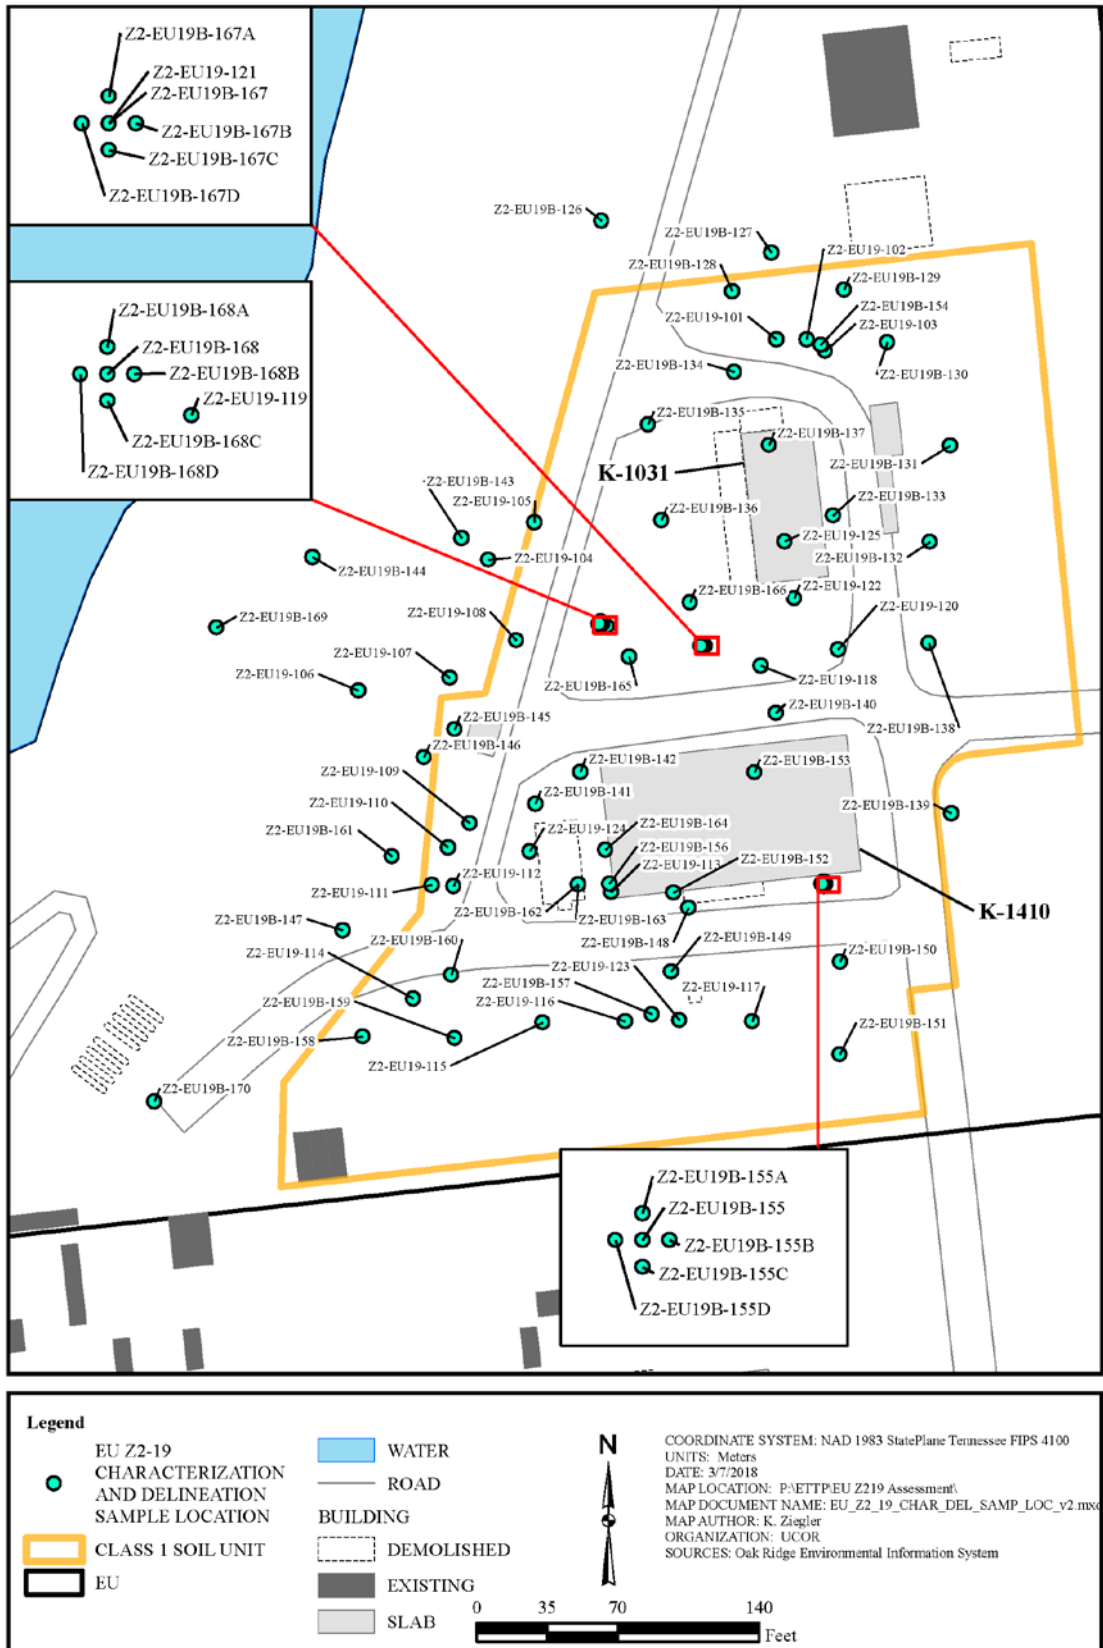 Z2-EU19B-167A
Z2-EU19-121
Z2-EU19B-167
Z2-EU19B-167B
Z2-EU19B-167C
Z2-EU19B-167D
Z2-EU19B-168A
Z2-EU19B-168
Z2-EU19B-168B
Z2-EU19-119
Z2-EU19B-168C
Z2-EU19B-168D
Z2-EU19B-126
Z2-EU19B-127
Z2-EU19-102
Z2-EU19B-128
Z2-EU19B-129
Z2-EU19B-154
Z2-EU19-101
Z2-EU19-103
Z2-EU19B-134
Z2-EU19B-130
Z2-EU19B-135
Z2-EU19B-137
K-1031
Z2-EU19B-131
Z2-EU19B-143
Z2-EU19-105
Z2-EU19B-133
Z2-EU19B-136
Z2-EU19-125
Z2-EU19B-132
Z2-EU19-104
Z2-EU19B-144
Z2-EU19B-166
Z2-EU19-122
Z2-EU19-108
Z2-EU19-120
Z2-EU19B-169
Z2-EU19-107
Z2-EU19-106
Z2-EU19B-165
Z2-EU19-118
Z2-EU19B-140
Z2-EU19B-145
Z2-EU19B-138
Z2-EU19B-146
Z2-EU19B-142
Z2-EU19B-153
Z2-EU19-109
Z2-EU19B-141
Z2-EU19-110
Z2-EU19B-139
Z2-EU19B-164
Z2-EU19B-161
Z2-EU19-124
Z2-EU19B-156
Z2-EU19-113
Z2-EU19B-152
Z2-EU19-112
Z2-EU19-111
Z2-EU19B-162
Z2-EU19B-163
K-1410
Z2-EU19B-147
Z2-EU19B-160
Z2-EU19B-148
Z2-EU19B-149
Z2-EU19B-150
Z2-EU19-114
Z2-EU19-123
Z2-EU19B-157
Z2-EU19-117
Z2-EU19B-159
Z2-EU19-116
Z2-EU19B-151
Z2-EU19B-158
Z2-EU19-115
Z2-EU19B-170
Z2-EU19B-155A
Z2-EU19B-155
Z2-EU19B-155B
Z2-EU19B-155C
Z2-EU19B-155D
Legend
EU Z2-19
CHARACTERIZATION
AND DELINEATION
SAMPLE LOCATION
CLASS 1 SOIL UNIT
EU
WATER
ROAD
BUILDING
DEMOLISHED
EXISTING
SLAB
N
0 35 70 140
Feet
COORDINATE SYSTEM: NAD 1983 StatePlane Tennessee FIPS 4100
UNITS: Meters
DATE: 3/7/2018
MAP LOCATION: P:\ETTP\EU Z219 Assessment\
MAP DOCUMENT NAME: EU_Z2_19_CHAR_DEL_SAMP_LOC_v2.mxd
MAP AUTHOR: K. Ziegler
ORGANIZATION: UCOR
SOURCES: Oak Ridge Environmental Information System